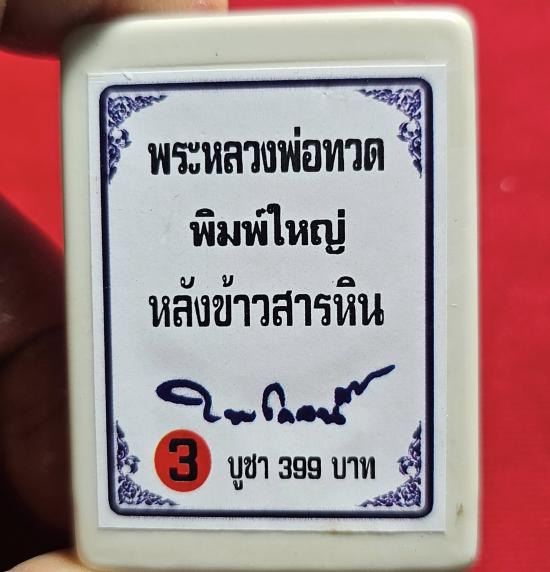 พระหลวงพ่อทวด
พิมพ์ใหญ่
หลังข้าวสารหิน
3 บูชา 399 บาท